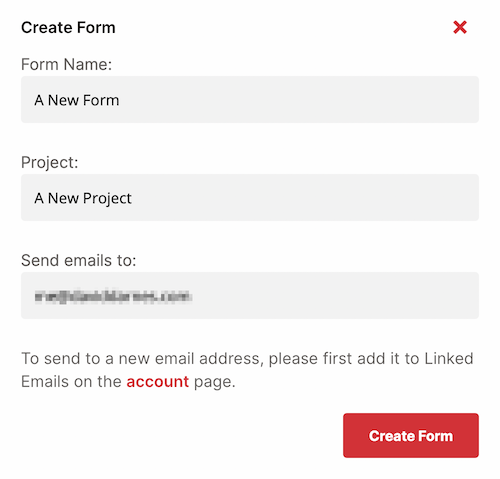 Create Form
Form Name:
A New Form
Project:
A New Project
Send emails to:
To send to a new email address, please first add it to Linked
Emails on the account page.
Create Form